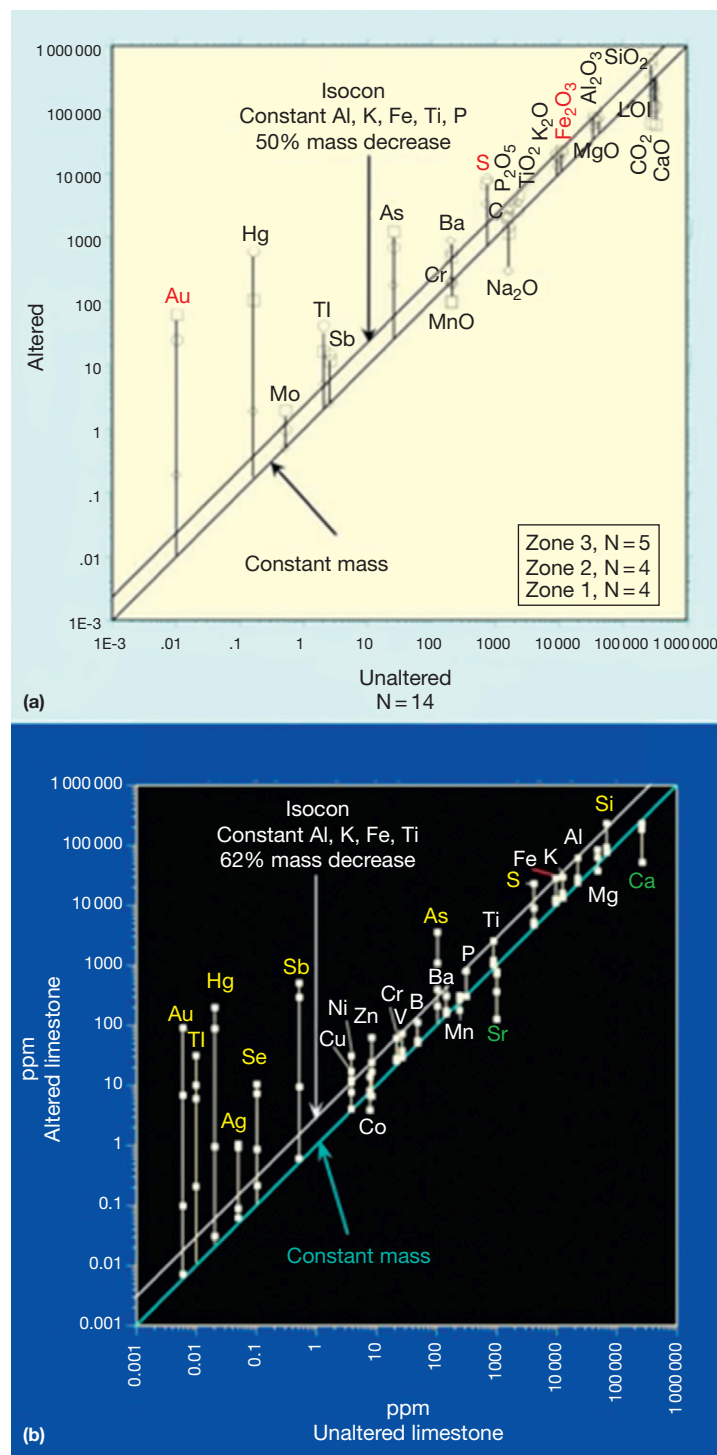 1 000 000
100 000
10 000
1000
100
10
1
.1
.01
1E-3
Altered
Isocon
Constant Al, K, Fe, Ti, P
50% mass decrease
Au
Hg
Mo
Tl
Sb
As
Ba
Cr
MnO
S
C
P2O5
TiO2
K2O
Na2O
Fe2O3
MgO
Al2O3
SiO2
LOI
CO2
CaO
Constant mass
Zone 3, N = 5
Zone 2, N = 4
Zone 1, N = 4
1E-3 .01 .1 1 10 100 1000 10 000 100 000 1 000 000
Unaltered
N = 14
(a)
1 000 000
100 000
10 000
1000
100
10
1
0.1
0.01
0.001
ppm
Altered limestone
Isocon
Constant Al, K, Fe, Ti
62% mass decrease
Au
Tl
Hg
Ag
Se
Sb
Ni
Cu
Zn
Co
Cr
V
B
As
Ba
Mn
P
S
Ti
Sr
Fe
K
Al
Mg
Si
Ca
Constant mass
0.001 0.01 0.1 1 10 100 1000 10 000 100 000 1 000 000
ppm
Unaltered limestone
(b)